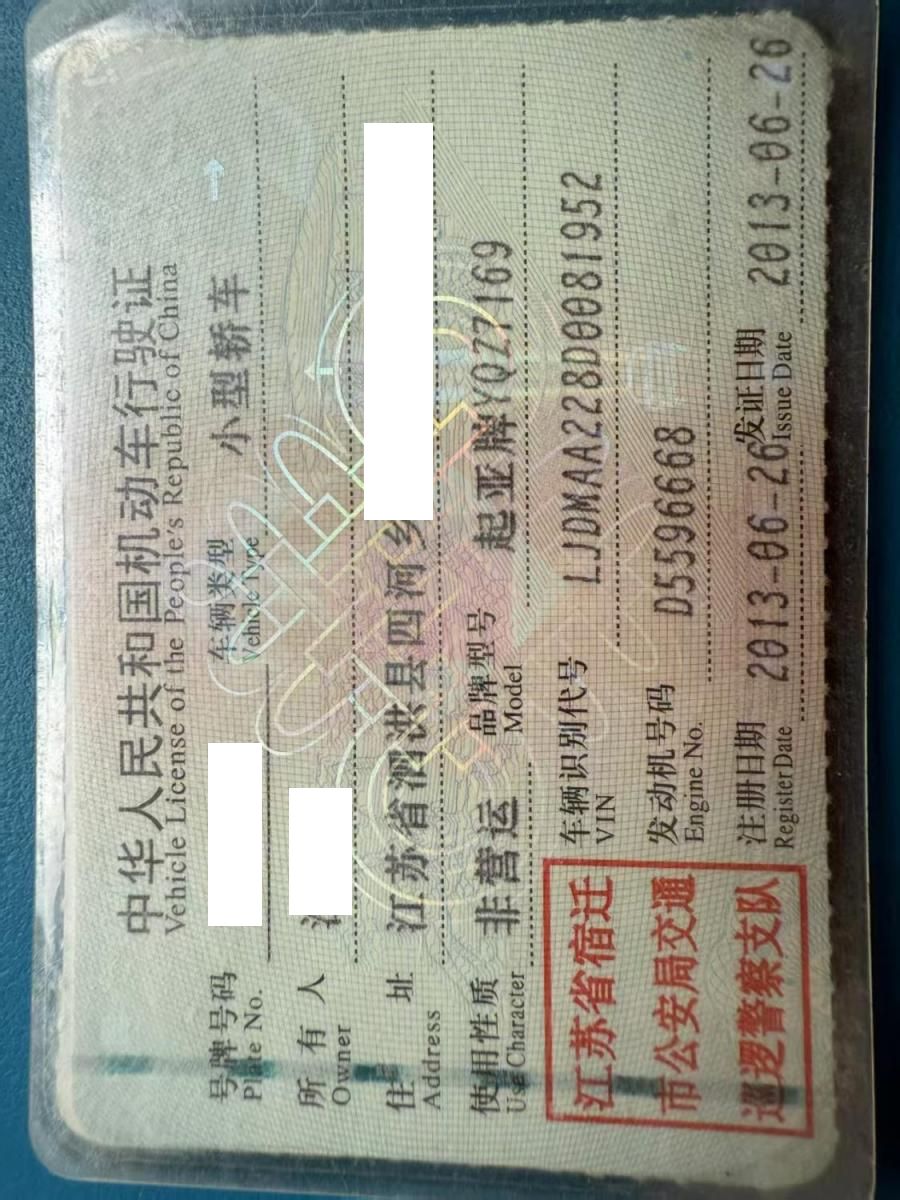 中华人民共和国机动车行驶证
Vehicle License of the People's Republic of China
号牌号码 车辆类型 小型轿车
Plate No. Vehicle Type
所有人
Owner
住址 江苏省泗洪县四河乡
Address
使用性质 非营运 品牌型号 起亚牌YQZ7169
Use Character Model
江苏省宿迁
市公安局交通
巡逻警察支队
车辆识别代号 LJDMAA228D0081952
VIN
发动机号码 D5596668
Engine No.
注册日期 2013-06-26 发证日期 2013-06-26
Register Date Issue Date